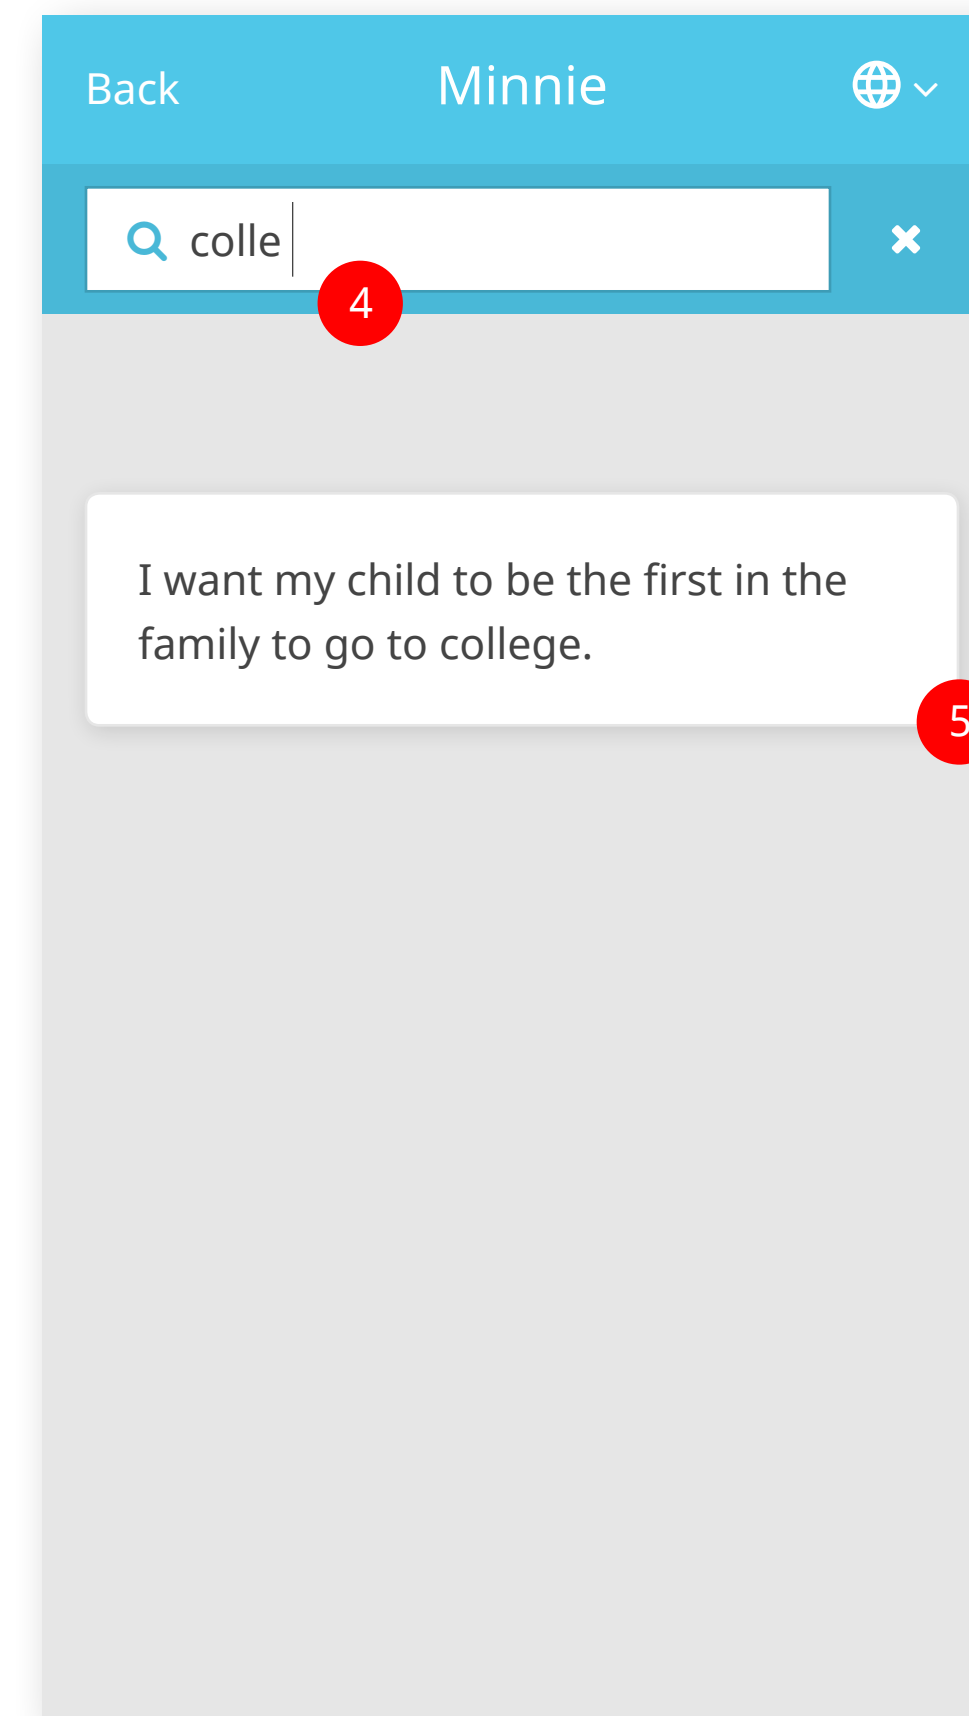 Back
Minnie
colle
4
I want my child to be the first in the
family to go to college.
5